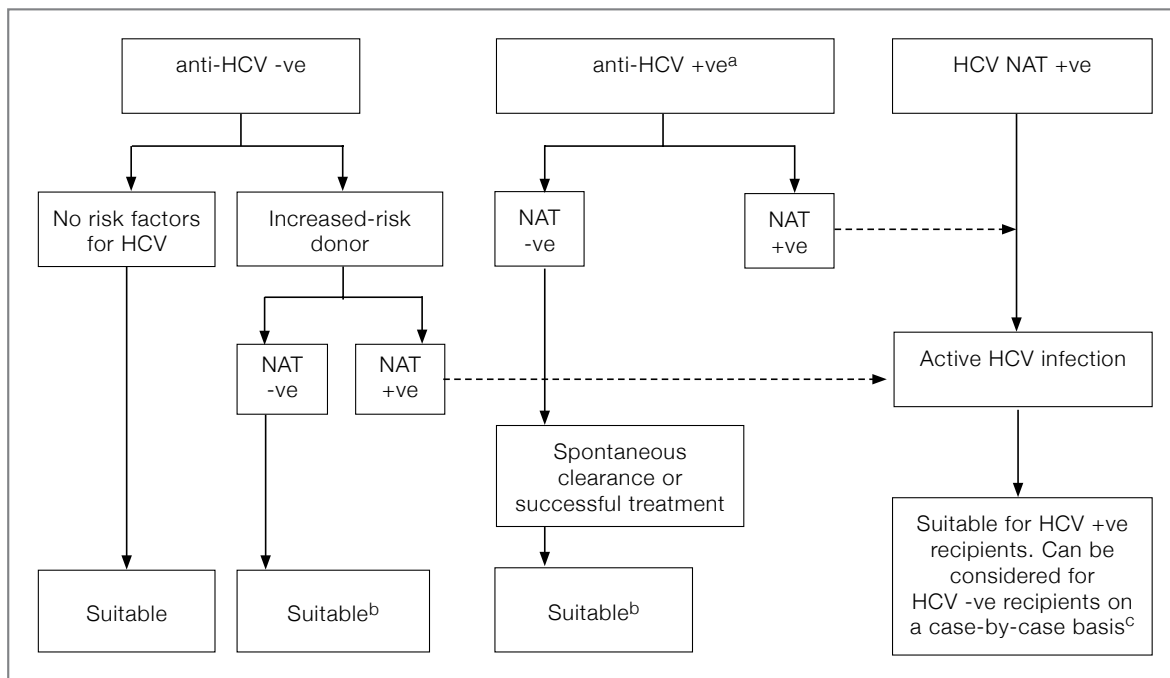 anti-HCV -ve
anti-HCV +veᵃ
HCV NAT +ve
No risk factors
for HCV
Increased-risk
donor
NAT
-ve
NAT
+ve
NAT
-ve
NAT
+ve
Active HCV infection
Spontaneous
clearance or
successful treatment
Suitable
Suitableᵇ
Suitableᵇ
Suitable for HCV +ve
recipients. Can be
considered for
HCV -ve recipients on
a case-by-case basisᶜ